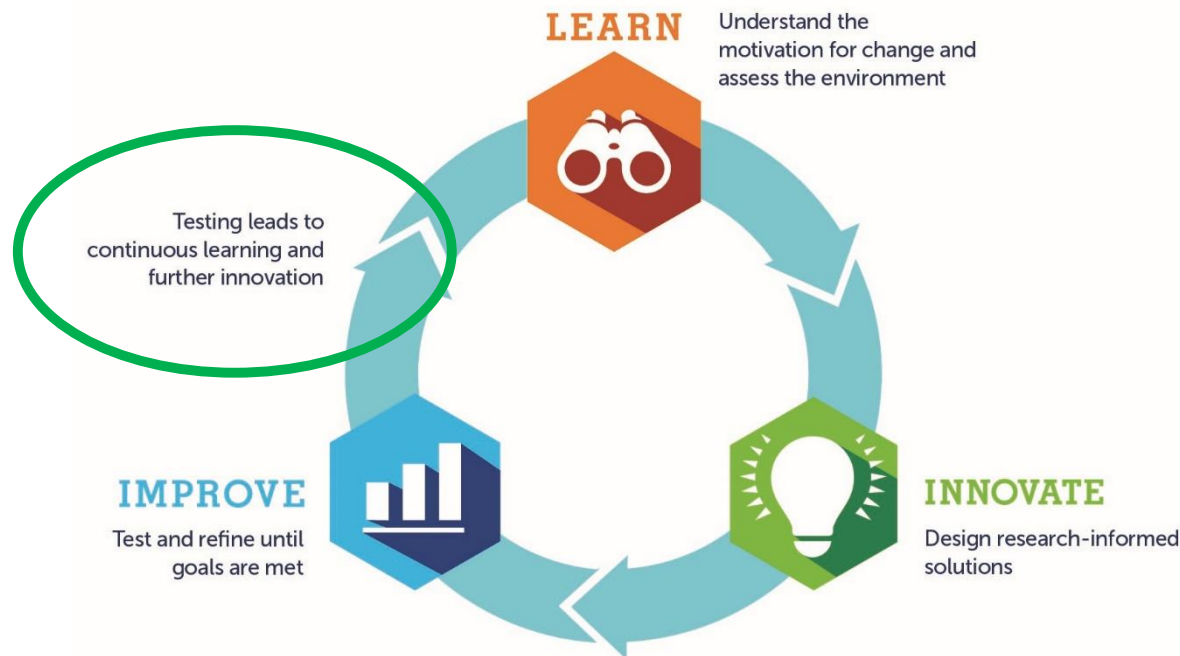 LEARN
Understand the
motivation for change and
assess the environment
Testing leads to
continuous learning and
further innovation
IMPROVE
Test and refine until
goals are met
INNOVATE
Design research-informed
solutions